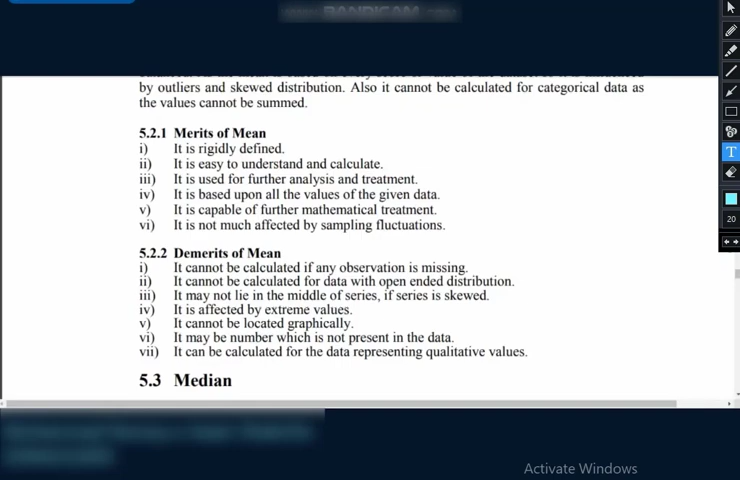 BANDICAM
by outliers and skewed distribution. Also it cannot be calculated for categorical data as
the values cannot be summed.
5.2.1 Merits of Mean
i) It is rigidly defined.
ii) It is easy to understand and calculate.
iii) It is used for further analysis and treatment.
iv) It is based upon all the values of the given data.
v) It is capable of further mathematical treatment.
vi) It is not much affected by sampling fluctuations.
5.2.2 Demerits of Mean
i) It cannot be calculated if any observation is missing.
ii) It cannot be calculated for data with open ended distribution.
iii) It may not lie in the middle of series, if series is skewed.
iv) It is affected by extreme values.
v) It cannot be located graphically.
vi) It may be number which is not present in the data.
vii) It can be calculated for the data representing qualitative values.
5.3 Median
T
20
Activate Windows